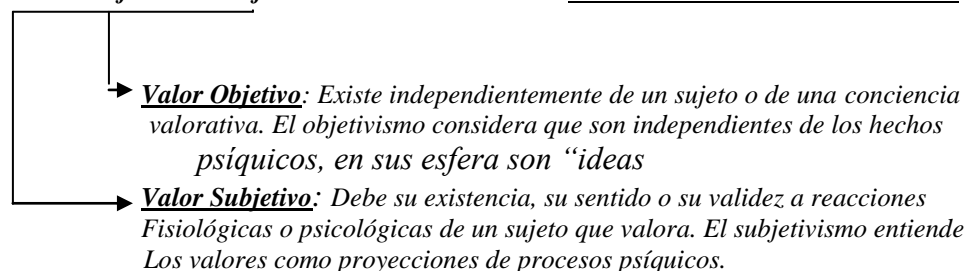 Valor Objetivo: Existe independientemente de un sujeto o de una conciencia
valorativa. El objetivismo considera que son independientes de los hechos
psíquicos, en sus esfera son “ideas
Valor Subjetivo: Debe su existencia, su sentido o su validez a reacciones
Fisiológicas o psicológicas de un sujeto que valora. El subjetivismo entiende
Los valores como proyecciones de procesos psíquicos.